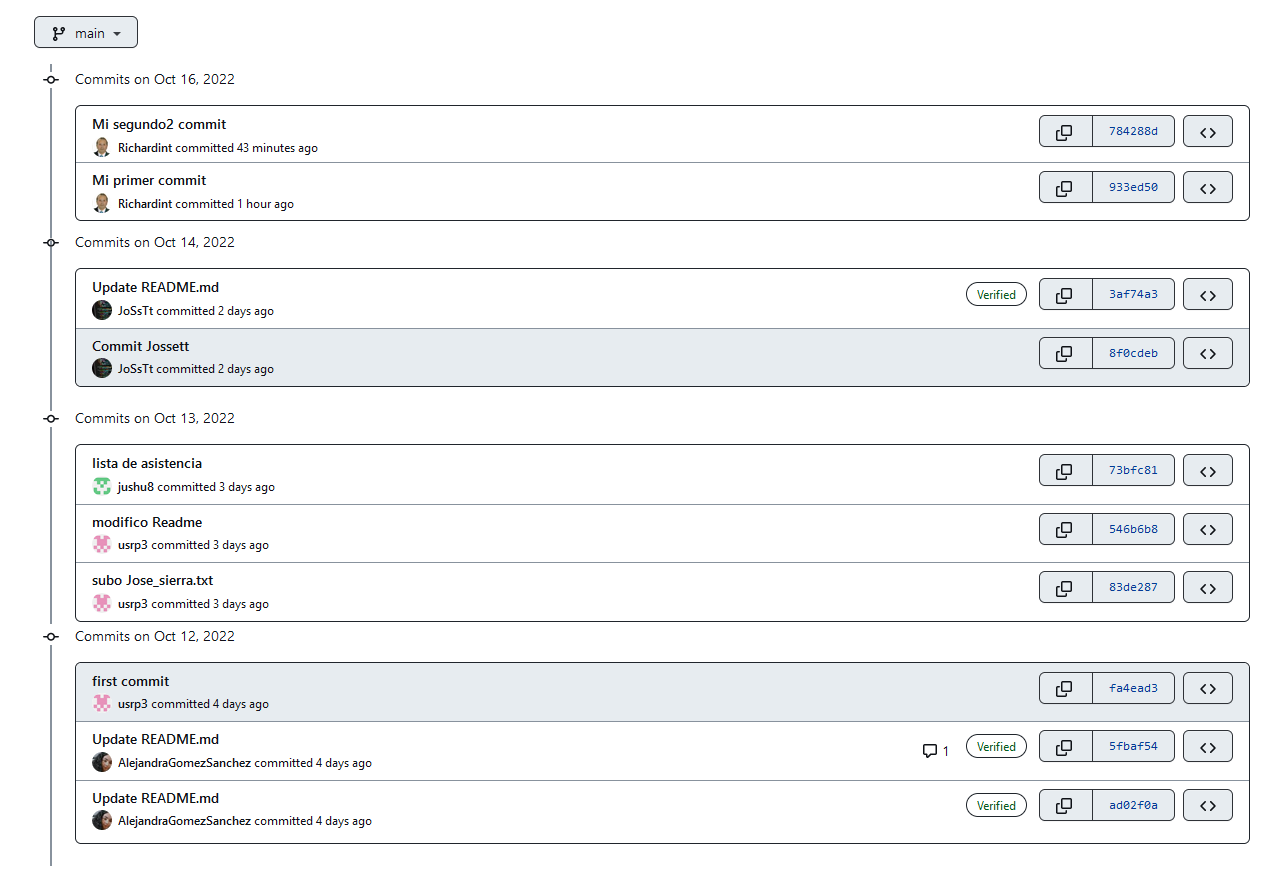 main
Commits on Oct 16, 2022
Mi segundo2 commit
784288d
Richardint committed 43 minutes ago
Mi primer commit
933ed50
Richardint committed 1 hour ago
Commits on Oct 14, 2022
Update README.md
Verified
3af74a3
JoSsTt committed 2 days ago
Commit Jossett
8f0cdeb
JoSsTt committed 2 days ago
Commits on Oct 13, 2022
lista de asistencia
73bfc81
jushu8 committed 3 days ago
modifico Readme
546b6b8
usrp3 committed 3 days ago
subo Jose_sierra.txt
83de287
usrp3 committed 3 days ago
Commits on Oct 12, 2022
first commit
fa4ead3
usrp3 committed 4 days ago
Update README.md
1
Verified
5fbaf54
AlejandraGomezSanchez committed 4 days ago
Update README.md
Verified
ad02f0a
AlejandraGomezSanchez committed 4 days ago